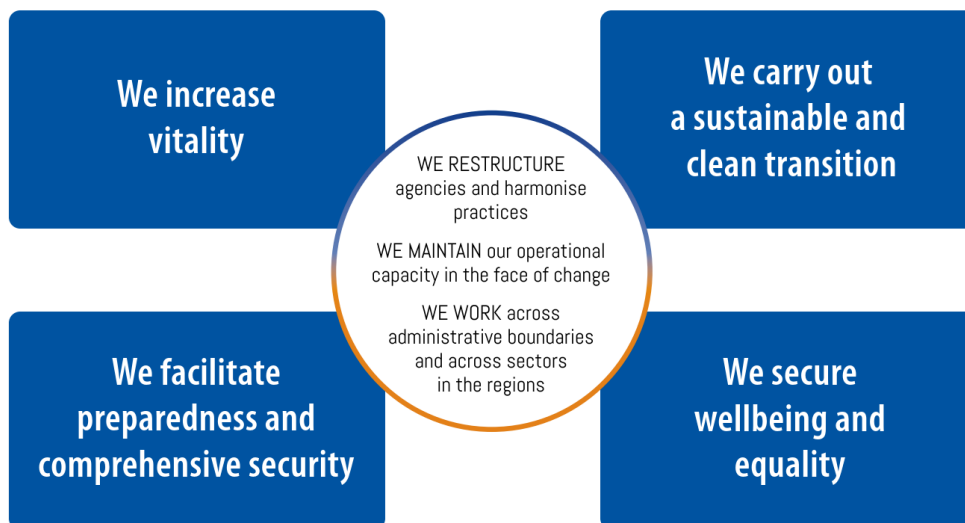 We increase
vitality
We carry out
a sustainable and
clean transition
WE RESTRUCTURE
agencies and harmonise
practices
WE MAINTAIN our operational
capacity in the face of change
WE WORK across
administrative boundaries
and across sectors
in the regions
We facilitate
preparedness and
comprehensive security
We secure
wellbeing and
equality